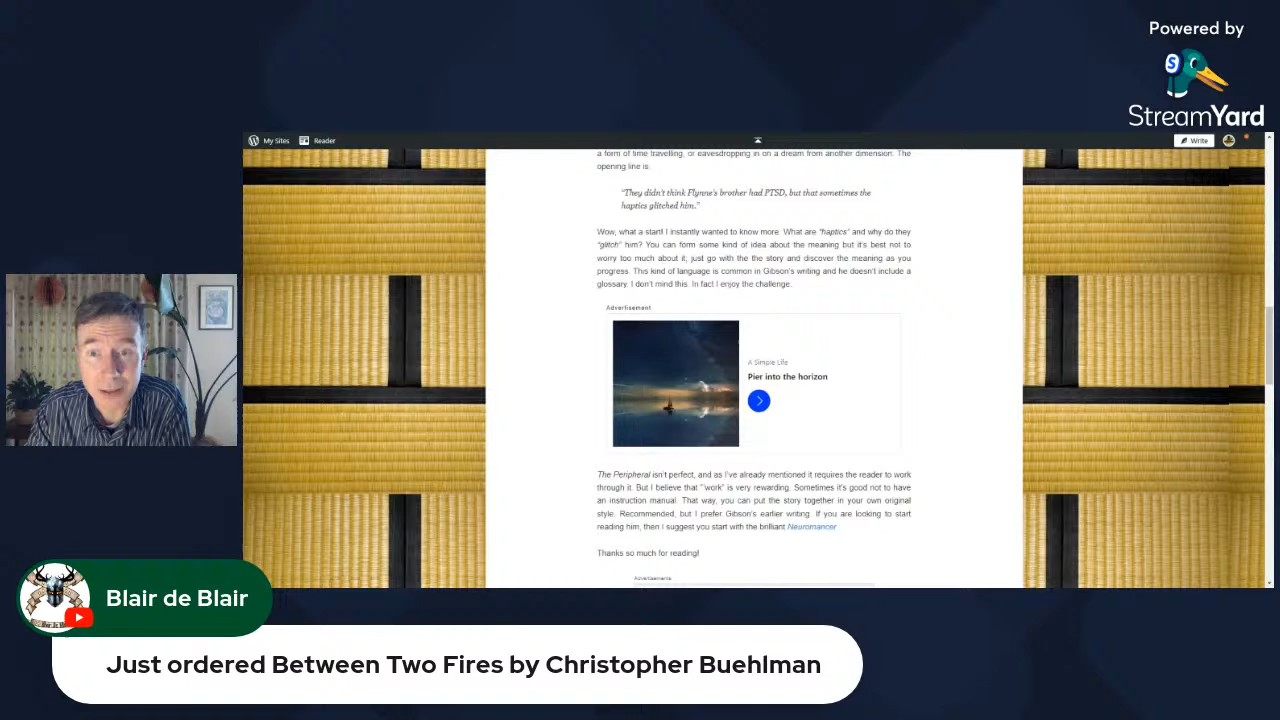 Powered by
StreamYard
My Sites
Reader
Write
a form of time travelling, or eavesdropping in on a dream from another dimension. The
opening line is:
"They didn't think Flynne's brother had PTSD, but that sometimes the
haptics glitched him."
Wow, what a start! I instantly wanted to know more. What are "haptics" and why do they
"glitch" him? You can form some kind of idea about the meaning but it's best not to
worry too much about it; just go with the the story and discover the meaning as you
progress. This kind of language is common in Gibson's writing and he doesn't include a
glossary. I don't mind this. In fact I enjoy the challenge.
Advertisement
A Simple Life
Pier into the horizon
The Peripheral isn't perfect, and as I've already mentioned it requires the reader to work
through it. But I believe that "work" is very rewarding. Sometimes it's good not to have
an instruction manual. That way, you can put the story together in your own original
style. Recommended, but I prefer Gibson's earlier writing. If you are looking to start
reading him, then I suggest you start with the brilliant Neuromancer
Thanks so much for reading!
Advertisements
Blair de Blair
Just ordered Between Two Fires by Christopher Buehlman